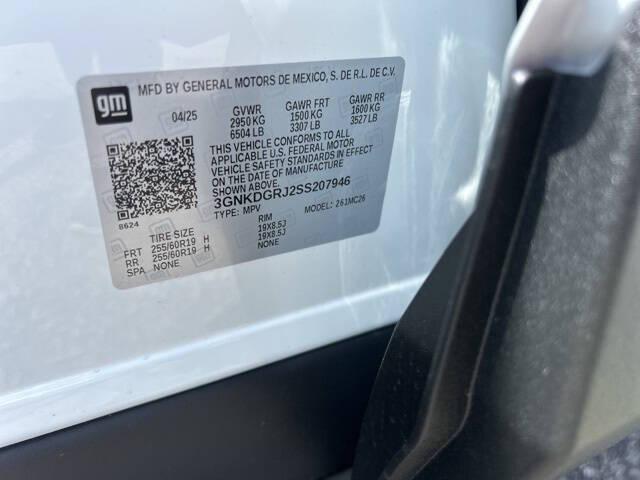 gm
MFD BY GENERAL MOTORS DE MEXICO, S. DE R.L. DE C.V.
04/25 GVWR GAWR FRT GAWR RR
2950 KG 1500 KG 1600 KG
6504 LB 3307 LB 3527 LB
THIS VEHICLE CONFORMS TO ALL
APPLICABLE U.S. FEDERAL MOTOR
VEHICLE SAFETY STANDARDS IN
EFFECT ON THE DATE OF MANUFACTURE
SHOWN ABOVE.
3GNKDGRJ2SS207946
TYPE: MPV MODEL: 261MC26
8624
TIRE SIZE RIM
FRT 255/60R19 H 19X8.5J
RR 255/60R19 H 19X8.5J
SPA NONE NONE